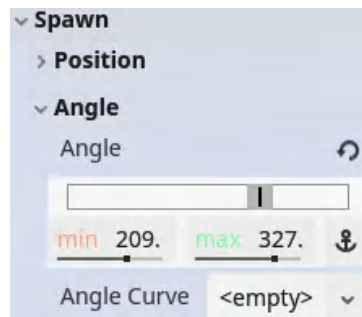 Spawn
Position
Angle
Angle
min 209. max 327.
Angle Curve <empty>